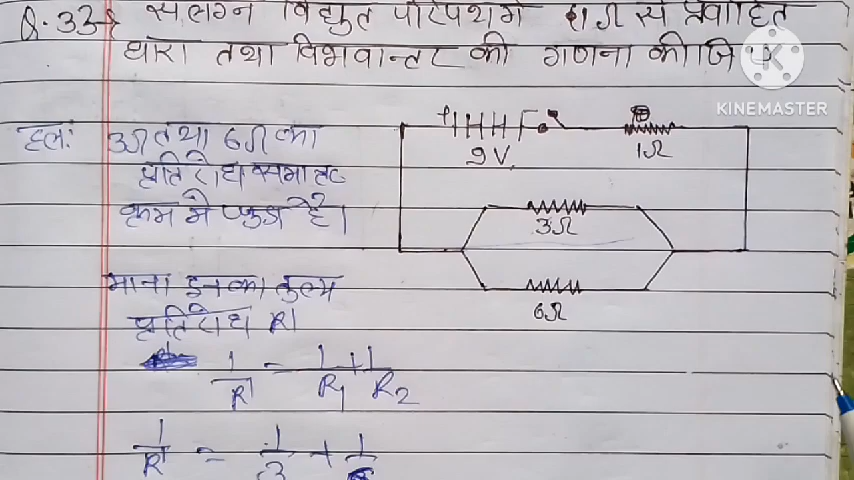 Q.33→ संलग्न विद्युत परिपथ में 1Ω से प्रवाहित
धारा तथा विभवान्तर की गणना कीजिए
KINEMASTER
हल: 3Ω तथा 6Ω का
प्रतिरोध समान्तर
क्रम में जुड़ा है।
9V.
1Ω
3Ω
6Ω
माना इनका तुल्य
प्रतिरोध R'
1/R' = 1/R₁ + 1/R₂
1/R' = 1/3 + 1/6